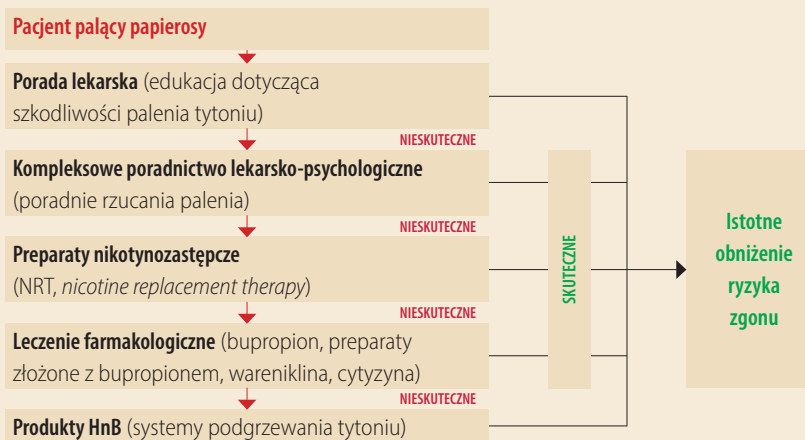 Pacjent palący papierosy
Porada lekarska (edukacja dotycząca
szkodliwości palenia tytoniu)
NIESKUTECZNE
Kompleksowe poradnictwo lekarsko-psychologiczne
(poradnie rzucania palenia)
NIESKUTECZNE
Preparaty nikotynozastępcze
(NRT, nicotine replacement therapy)
NIESKUTECZNE
Leczenie farmakologiczne (bupropion, preparaty
złożone z bupropionem, wareniklina, cytyzyna)
NIESKUTECZNE
Produkty HnB (systemy podgrzewania tytoniu)
SKUTECZNE
Istotne
obniżenie
ryzyka
zgonu